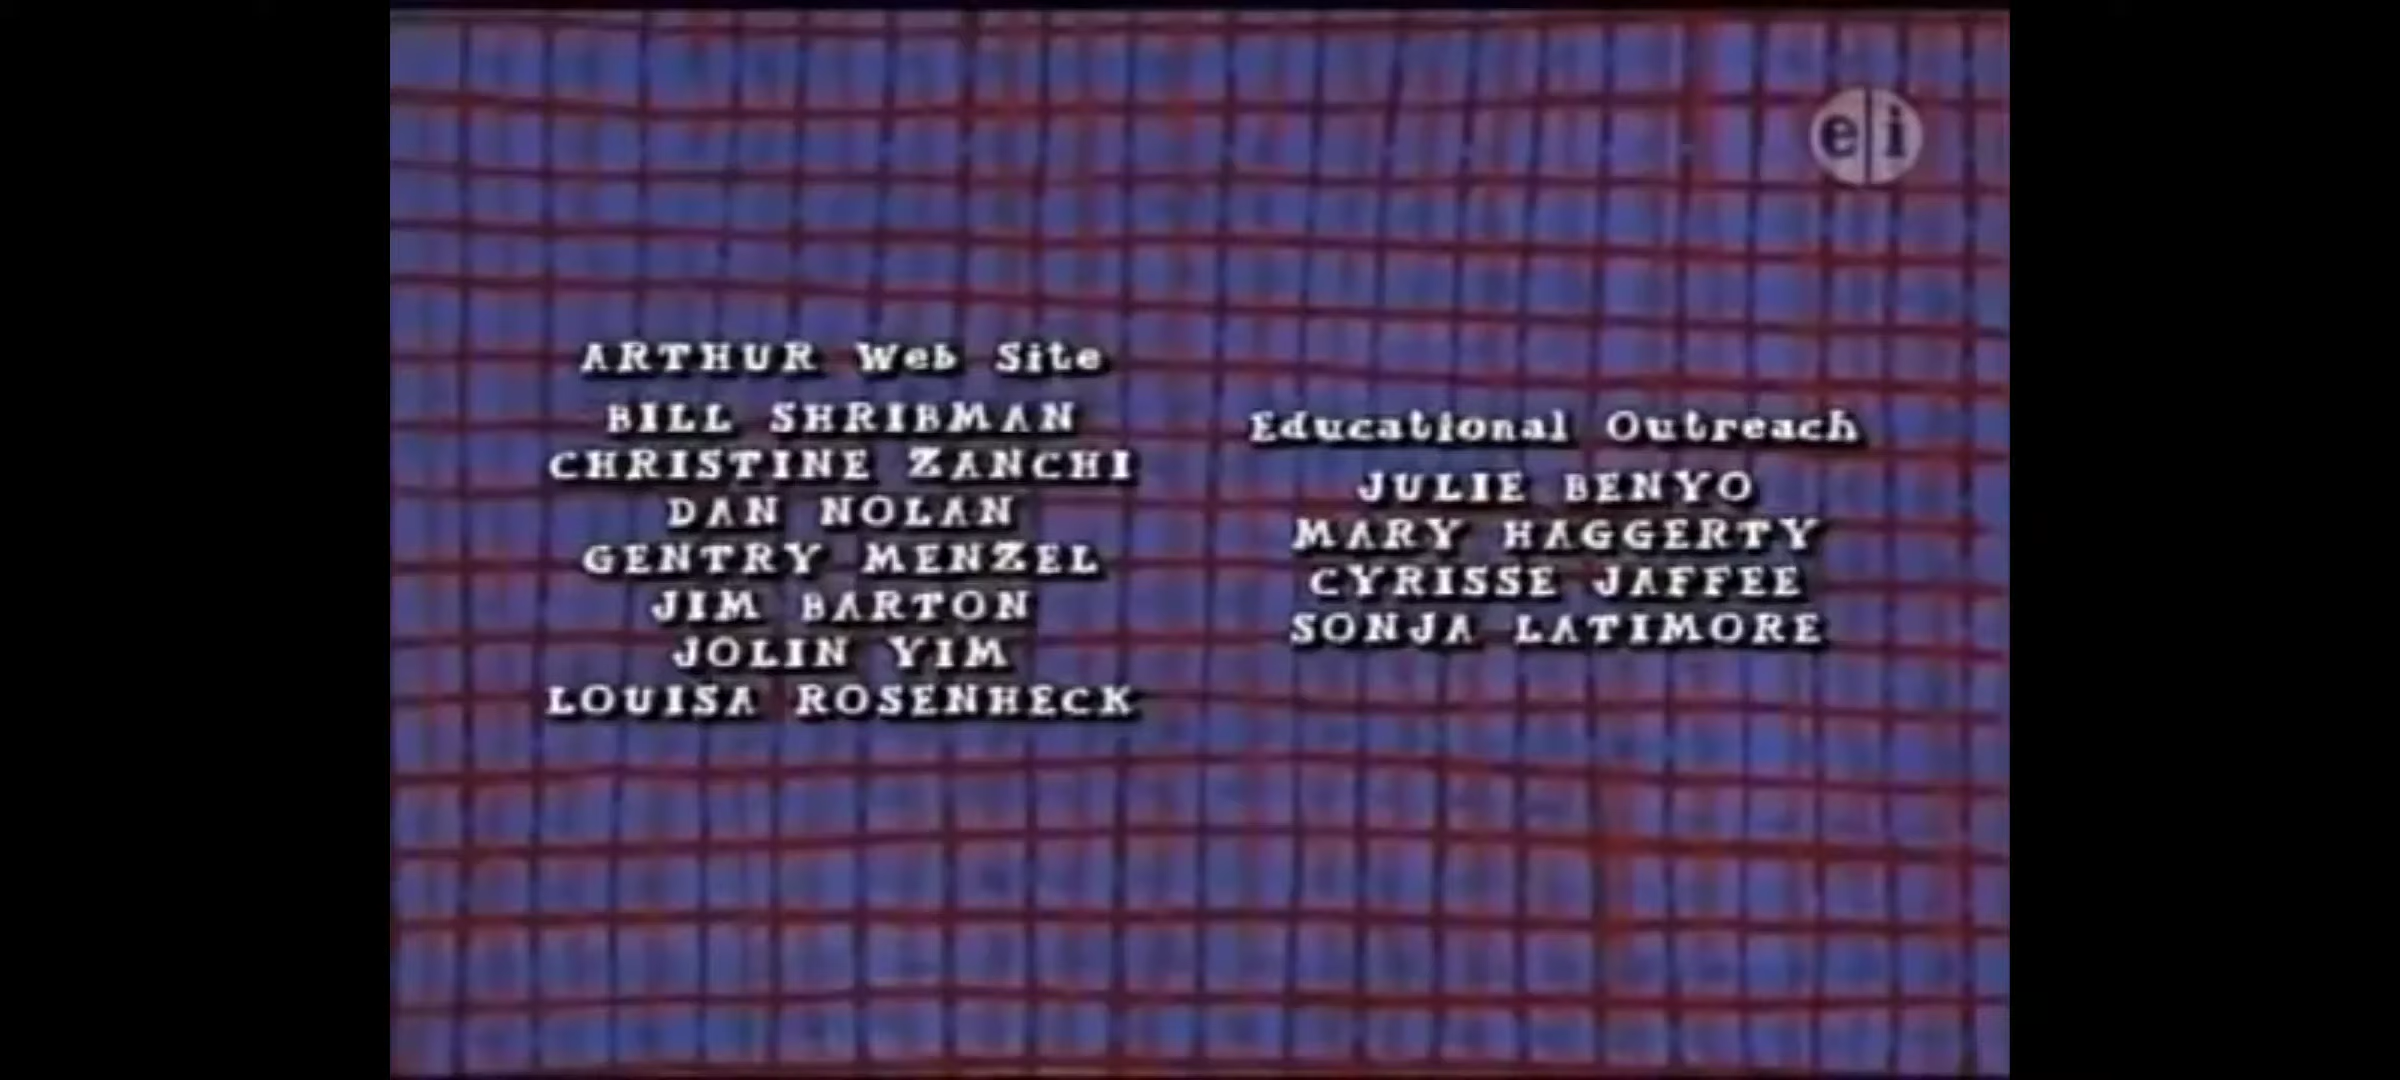 e i
ARTHUR Web Site
BILL SHRIBMAN
CHRISTINE ZANCHI
DAN NOLAN
GENTRY MENZEL
JIM BARTON
JOLIN YIM
LOUISA ROSENHECK
Educational Outreach
JULIE BENYO
MARY HAGGERTY
CYRISSE JAFFEE
SONJA LATIMORE